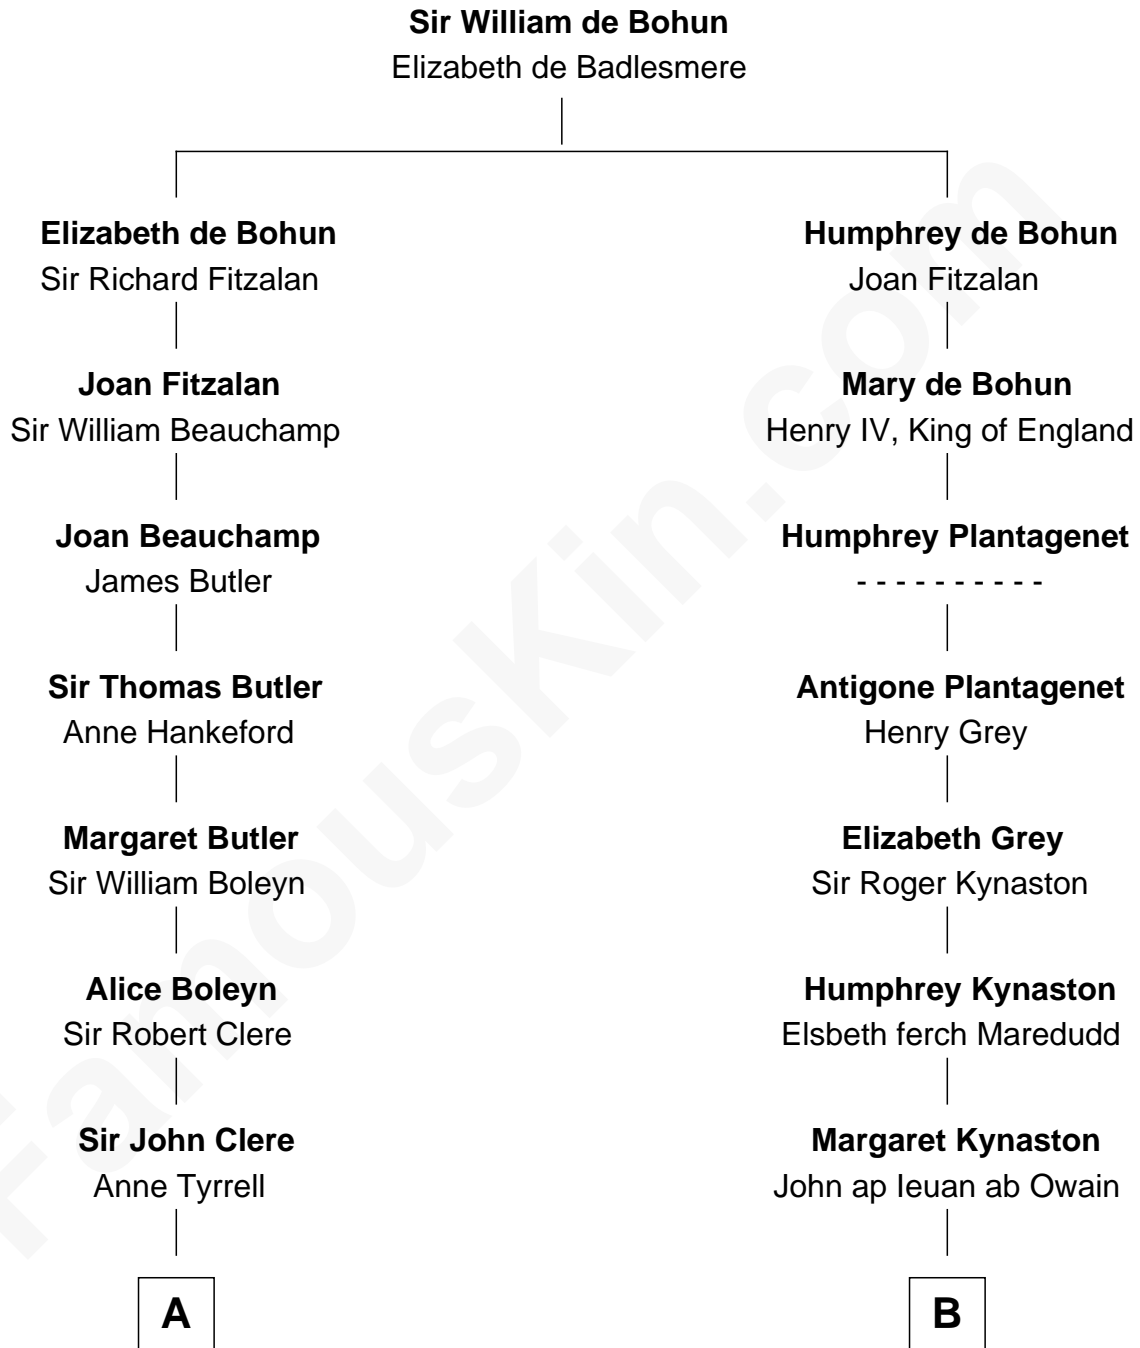 Sir William de Bohun
Elizabeth de Badlesmere
Elizabeth de Bohun
Sir Richard Fitzalan
Humphrey de Bohun
Joan Fitzalan
Joan Fitzalan
Sir William Beauchamp
Mary de Bohun
Henry IV, King of England
Joan Beauchamp
James Butler
Humphrey Plantagenet
- - - - - - - - - -
Sir Thomas Butler
Anne Hankeford
Antigone Plantagenet
Henry Grey
Margaret Butler
Sir William Boleyn
Elizabeth Grey
Sir Roger Kynaston
Alice Boleyn
Sir Robert Clere
Humphrey Kynaston
Elsbeth ferch Maredudd
Sir John Clere
Anne Tyrrell
Margaret Kynaston
John ap Ieuan ab Owain
A
B
FamousKin.com